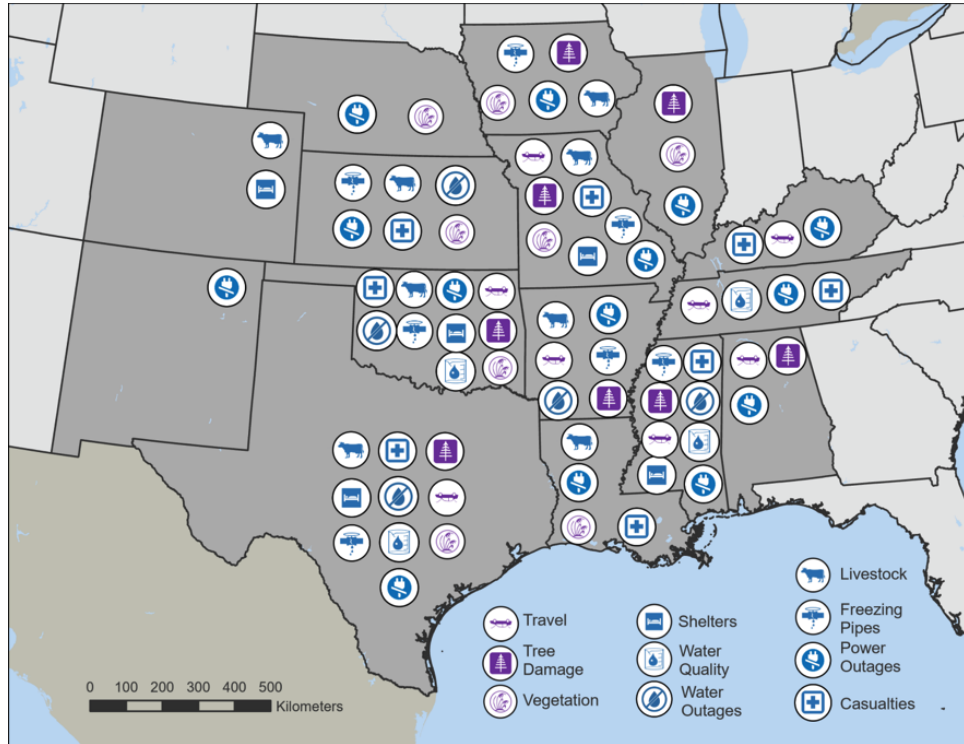 Livestock
Travel
Shelters
Freezing
Pipes
Tree
Damage
Water
Quality
Power
Outages
Vegetation
Water
Outages
Casualties
0 100 200 300 400 500
Kilometers